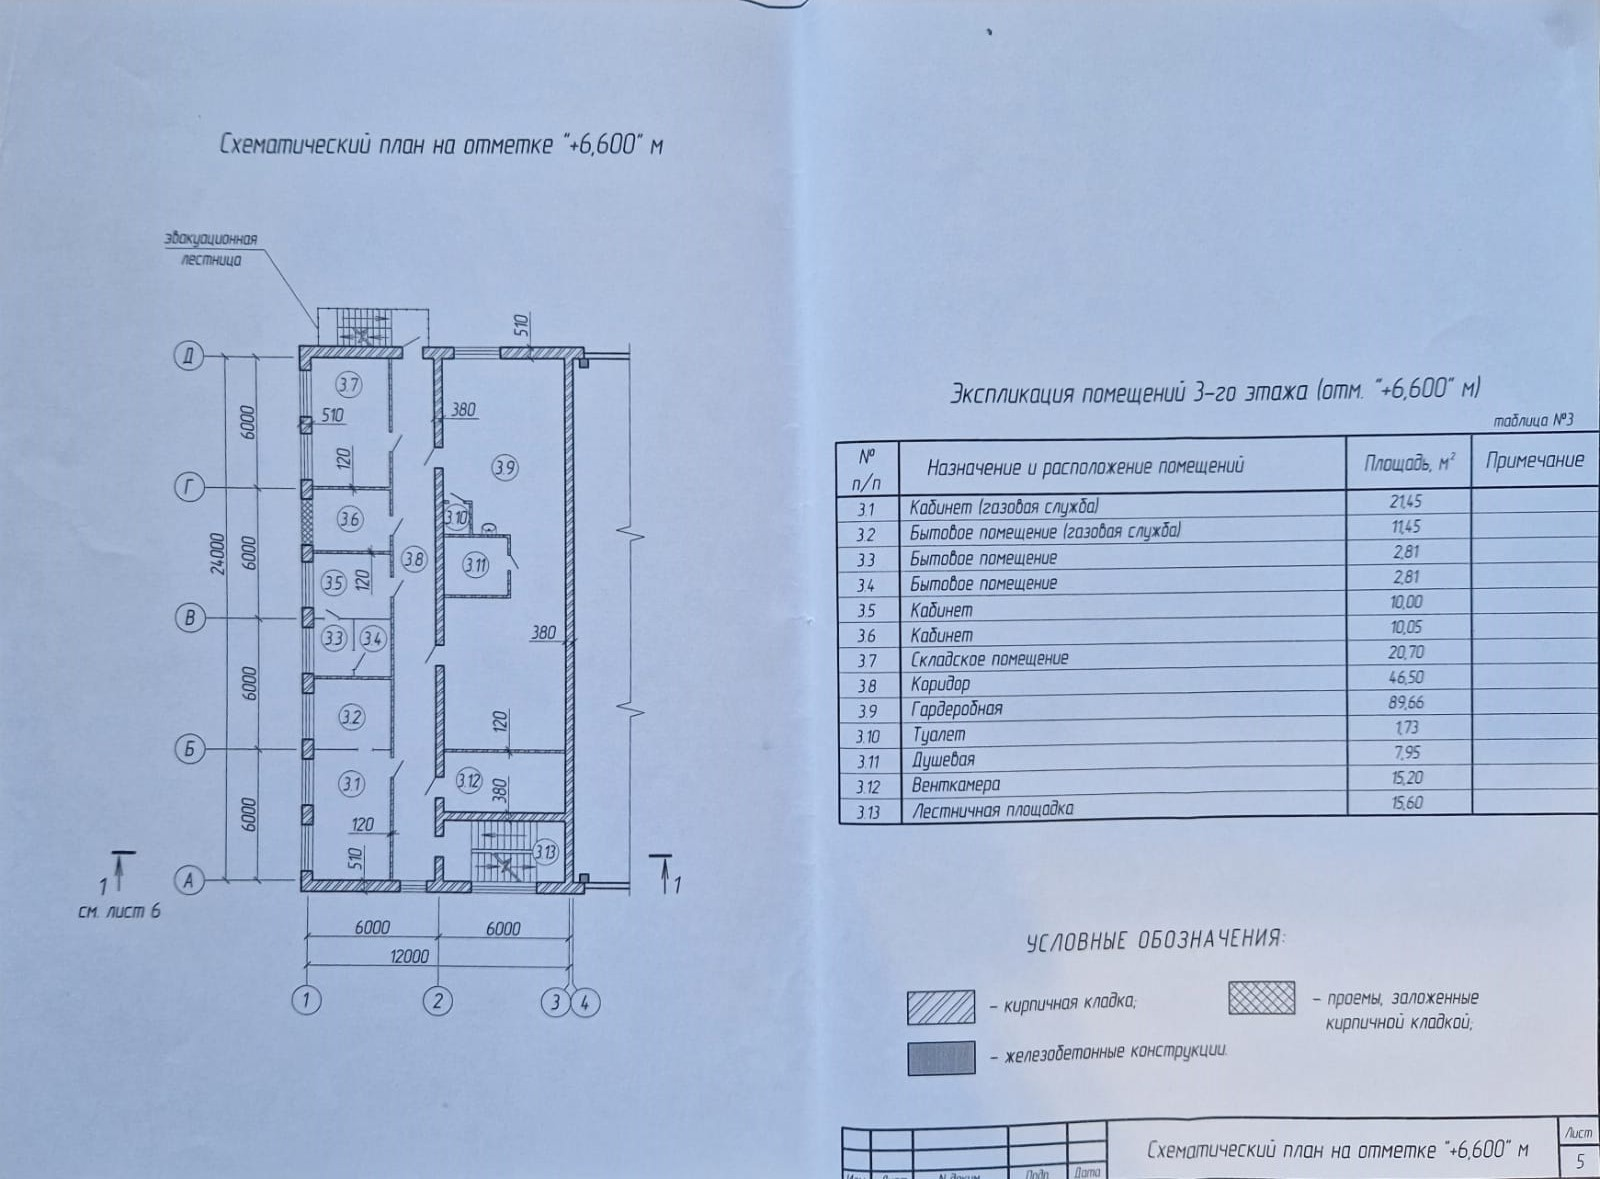 Схематический план на отметке "+6,600" м
эвакуационная
лестница
510
Д
3.7
510
380
6000
120
3.9
Г
3.6
3.10
24000
6000
3.8
3.11
3.5
120
В
3.3
3.4
380
6000
3.2
120
Б
3.1
3.12
380
6000
120
3.13
510
А
1
1
см. лист 6
6000
6000
12000
1
2
3
4
Экспликация помещений 3-го этажа (отм. "+6,600" м)
таблица №3
№ п/п Назначение и расположение помещений Площадь, м² Примечание
3.1 Кабинет (газовая служба) 21,45
3.2 Бытовое помещение (газовая служба) 11,45
3.3 Бытовое помещение 2,81
3.4 Бытовое помещение 2,81
3.5 Кабинет 10,00
3.6 Кабинет 10,05
3.7 Складское помещение 20,70
3.8 Коридор 46,50
3.9 Гардеробная 89,66
3.10 Туалет 1,73
3.11 Душевая 7,95
3.12 Венткамера 15,20
3.13 Лестничная площадка 15,60
УСЛОВНЫЕ ОБОЗНАЧЕНИЯ:
- кирпичная кладка;
- проемы, заложенные
кирпичной кладкой;
- железобетонные конструкции.
Схематический план на отметке "+6,600" м
Лист
5
Изм. Лист N докум. Подп. Дата